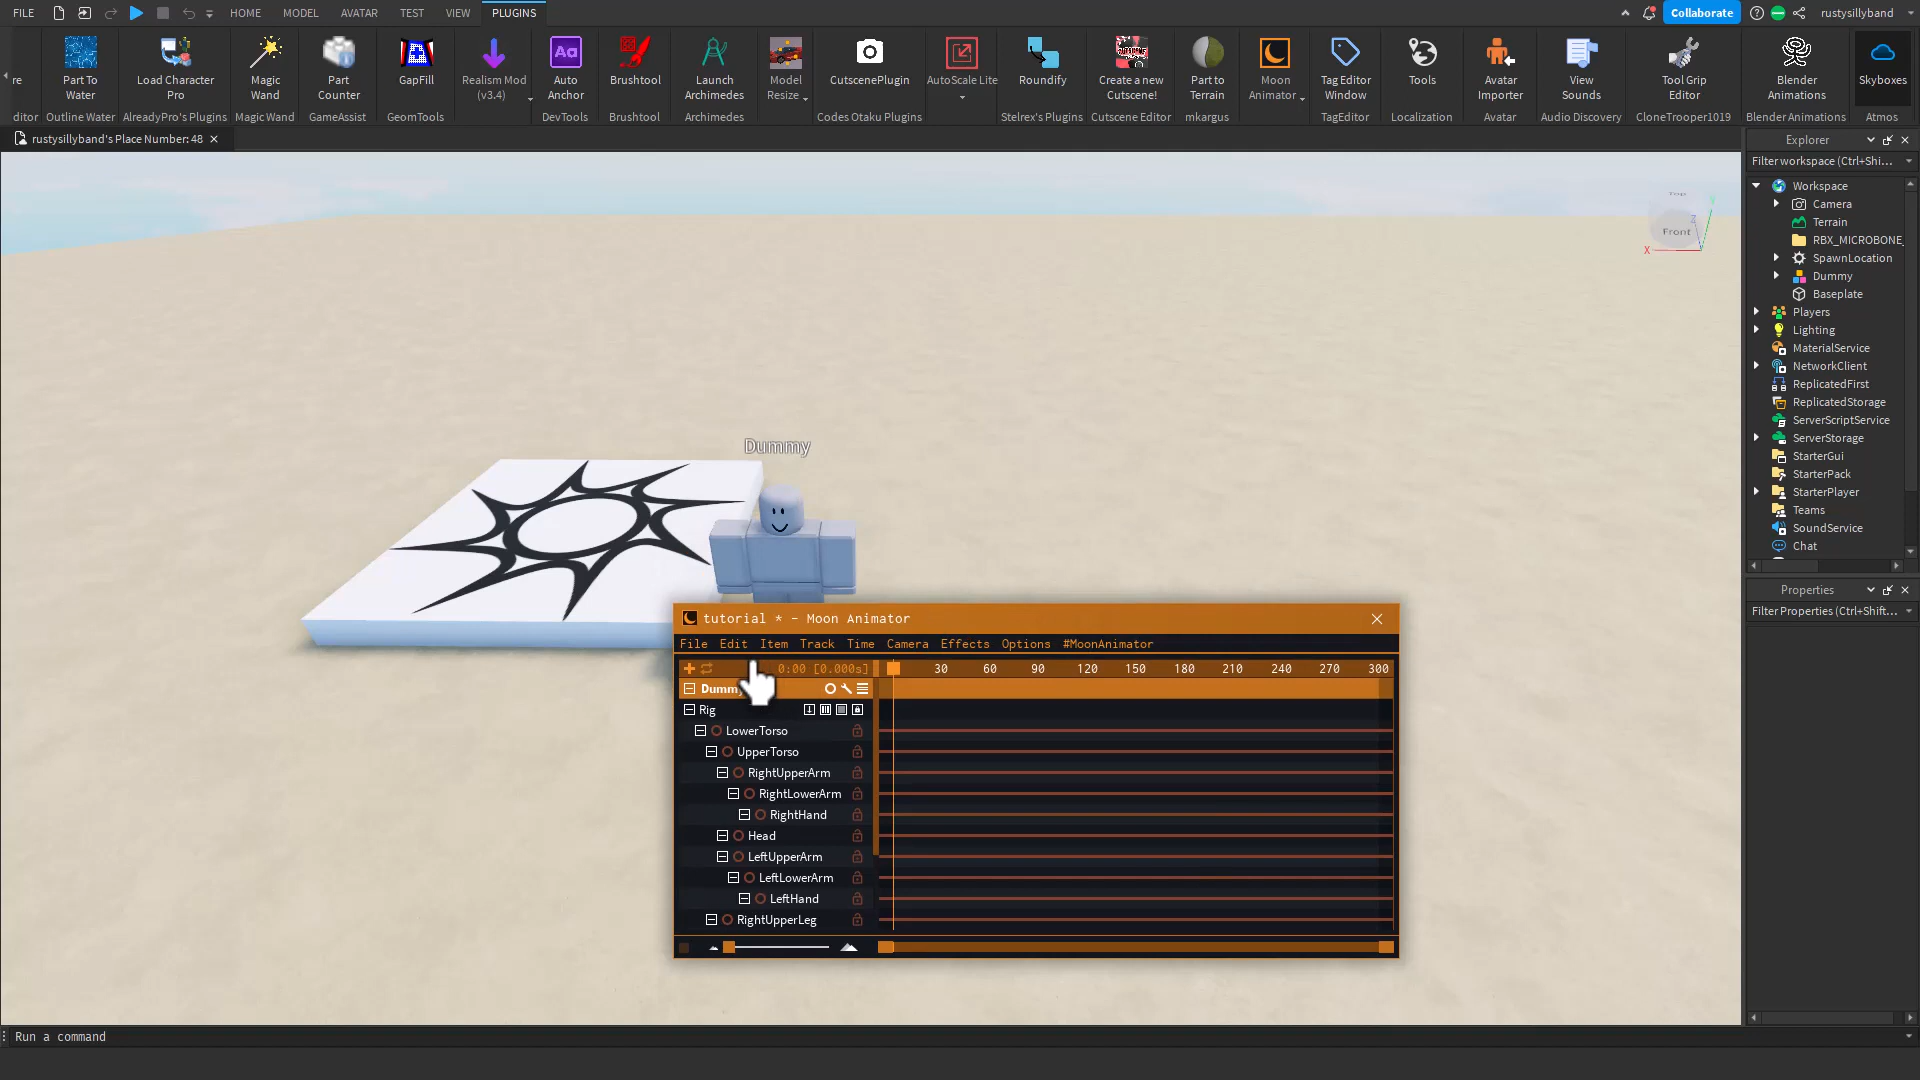 FILE HOME MODEL AVATAR TEST VIEW PLUGINS Collaborate rustysillyband
re
ditor
Part To
Water
Outline Water
Load Character
Pro
AlreadyPro's Plugins
Magic
Wand
Magic Wand
Part
Counter
GameAssist
GapFill
GeomTools
Realism Mod
(v3.4)
Aa
Auto
Anchor
DevTools
Brushtool
Brushtool
Launch
Archimedes
Archimedes
Model
Resize
CutscenePlugin
Codes Otaku Plugins
AutoScale Lite
Roundify
Stelrex's Plugins
Create a new
Cutscene!
Cutscene Editor
Part to
Terrain
mkargus
Moon
Animator
Tag Editor
Window
TagEditor
Tools
Localization
Avatar
Importer
Avatar
View
Sounds
Audio Discovery
Tool Grip
Editor
CloneTrooper1019
Blender
Animations
Blender Animations
Skyboxes
Atmos
rustysillyband's Place Number: 48
Explorer
Filter workspace (Ctrl+Shi...
Workspace
Camera
Terrain
RBX_MICROBONE_
SpawnLocation
Dummy
Baseplate
Players
Lighting
MaterialService
NetworkClient
ReplicatedFirst
ReplicatedStorage
ServerScriptService
ServerStorage
StarterGui
StarterPack
StarterPlayer
Teams
SoundService
Chat
Properties
Filter Properties (Ctrl+Shift...
Top
Y
Z
Front
X
Dummy
tutorial * - Moon Animator
File Edit Item Track Time Camera Effects Options #MoonAnimator
0:00 [0.000s] 30 60 90 120 150 180 210 240 270 300
Dummy
Rig
LowerTorso
UpperTorso
RightUpperArm
RightLowerArm
RightHand
Head
LeftUpperArm
LeftLowerArm
LeftHand
RightUpperLeg
Run a command